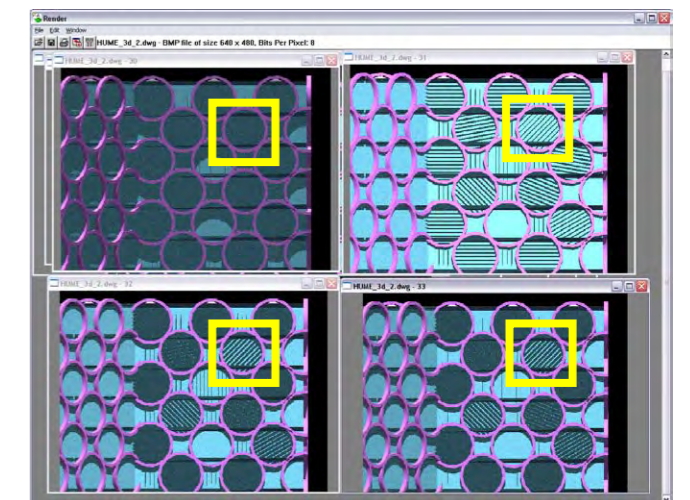 Render
File Edit Window
HUME_3d_2.dwg - BMP file of size 640 x 480, Bits Per Pixel: 8
HUME_3d_2.dwg - 30
HUME_3d_2.dwg - 31
HUME_3d_2.dwg - 32
HUME_3d_2.dwg - 33